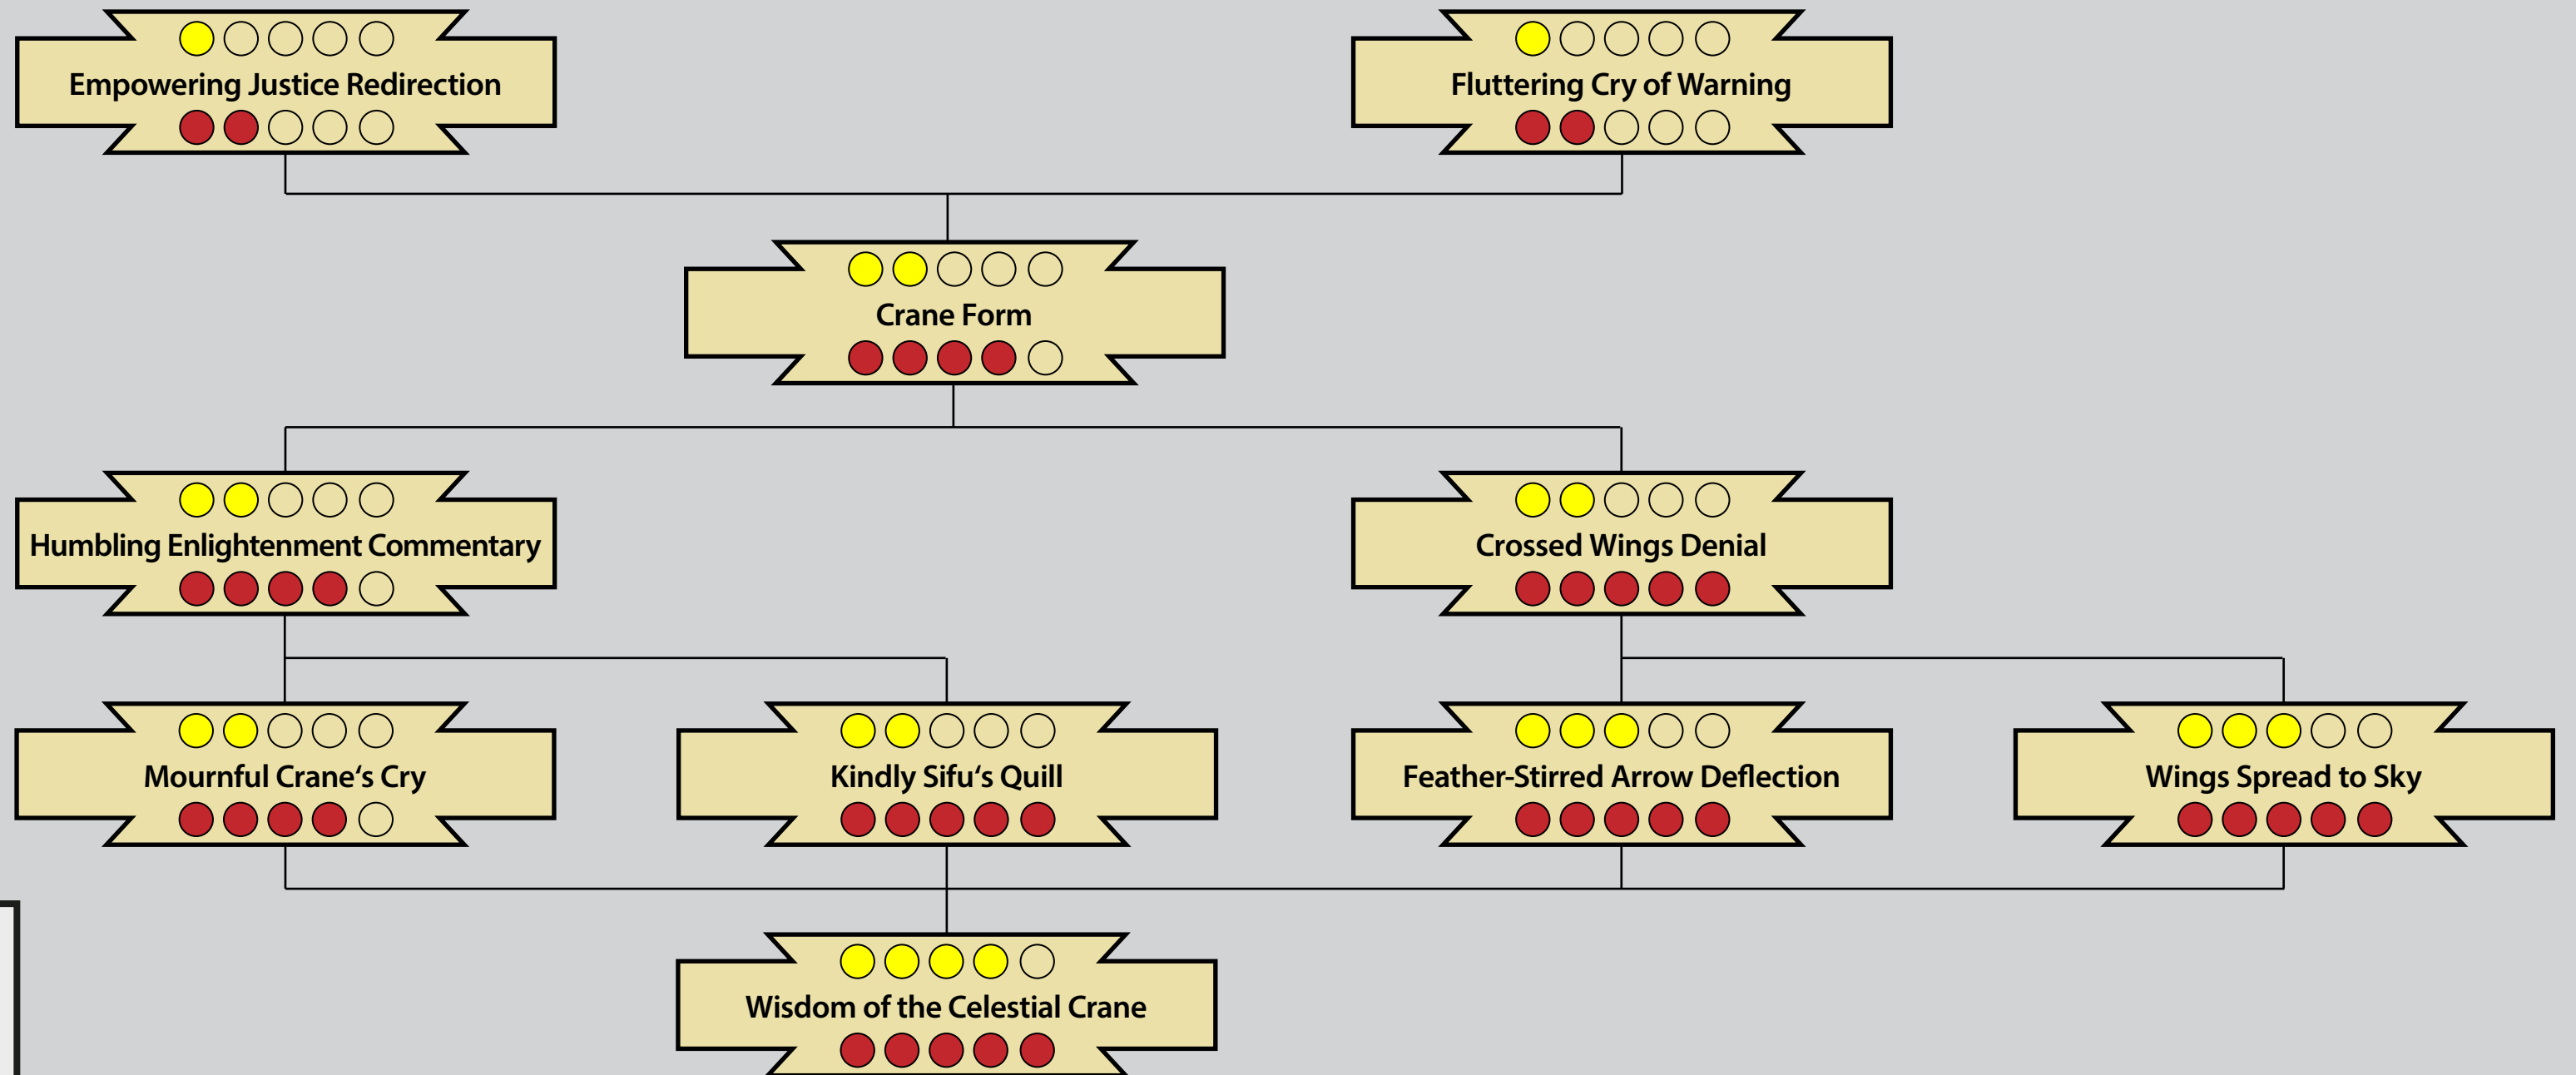 Empowering Justice Redirection
Fluttering Cry of Warning
Crane Form
Humbling Enlightenment Commentary
Crossed Wings Denial
Mournful Crane‘s Cry
Kindly Sifu‘s Quill
Feather-Stirred Arrow Deflection
Wings Spread to Sky
Wisdom of the Celestial Crane